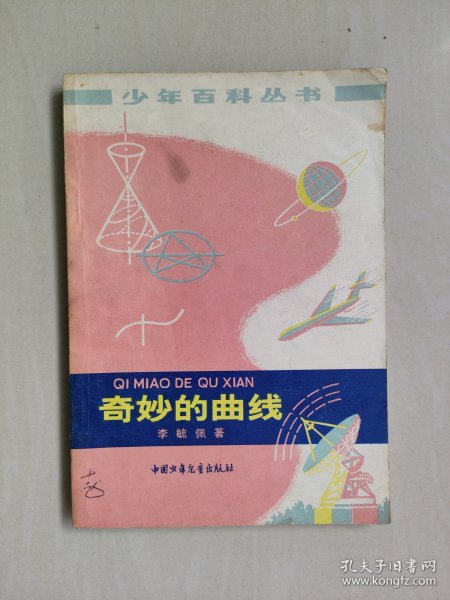 少年百科丛书
QI MIAO DE QU XIAN
奇妙的曲线
李毓佩著
中国少年儿童出版社
孔夫子旧书网
www.kongfz.com